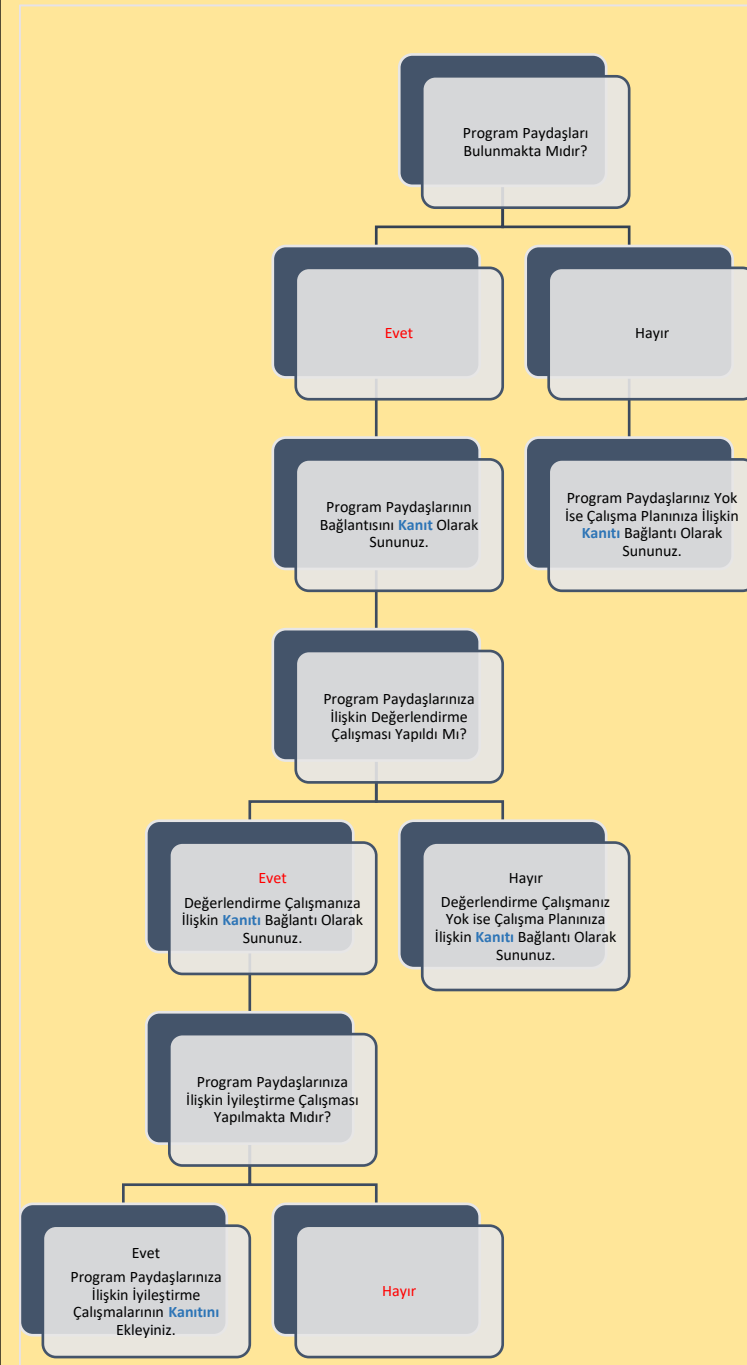 Program Paydaşları
Bulunmakta Mıdır?
Evet
Hayır
Program Paydaşlarının
Bağlantısını Kanıt Olarak
Sununuz.
Program Paydaşlarınız Yok
İse Çalışma Planınıza İlişkin
Kanıtı Bağlantı Olarak
Sununuz.
Program Paydaşlarınıza
İlişkin Değerlendirme
Çalışması Yapıldı Mı?
Evet
Değerlendirme Çalışmanıza
İlişkin Kanıtı Bağlantı Olarak
Sununuz.
Hayır
Değerlendirme Çalışmanız
Yok ise Çalışma Planınıza
İlişkin Kanıtı Bağlantı Olarak
Sununuz.
Program Paydaşlarınıza
İlişkin İyileştirme Çalışması
Yapılmakta Mıdır?
Evet
Program Paydaşlarınıza
İlişkin İyileştirme
Çalışmalarının Kanıtını
Ekleyiniz.
Hayır